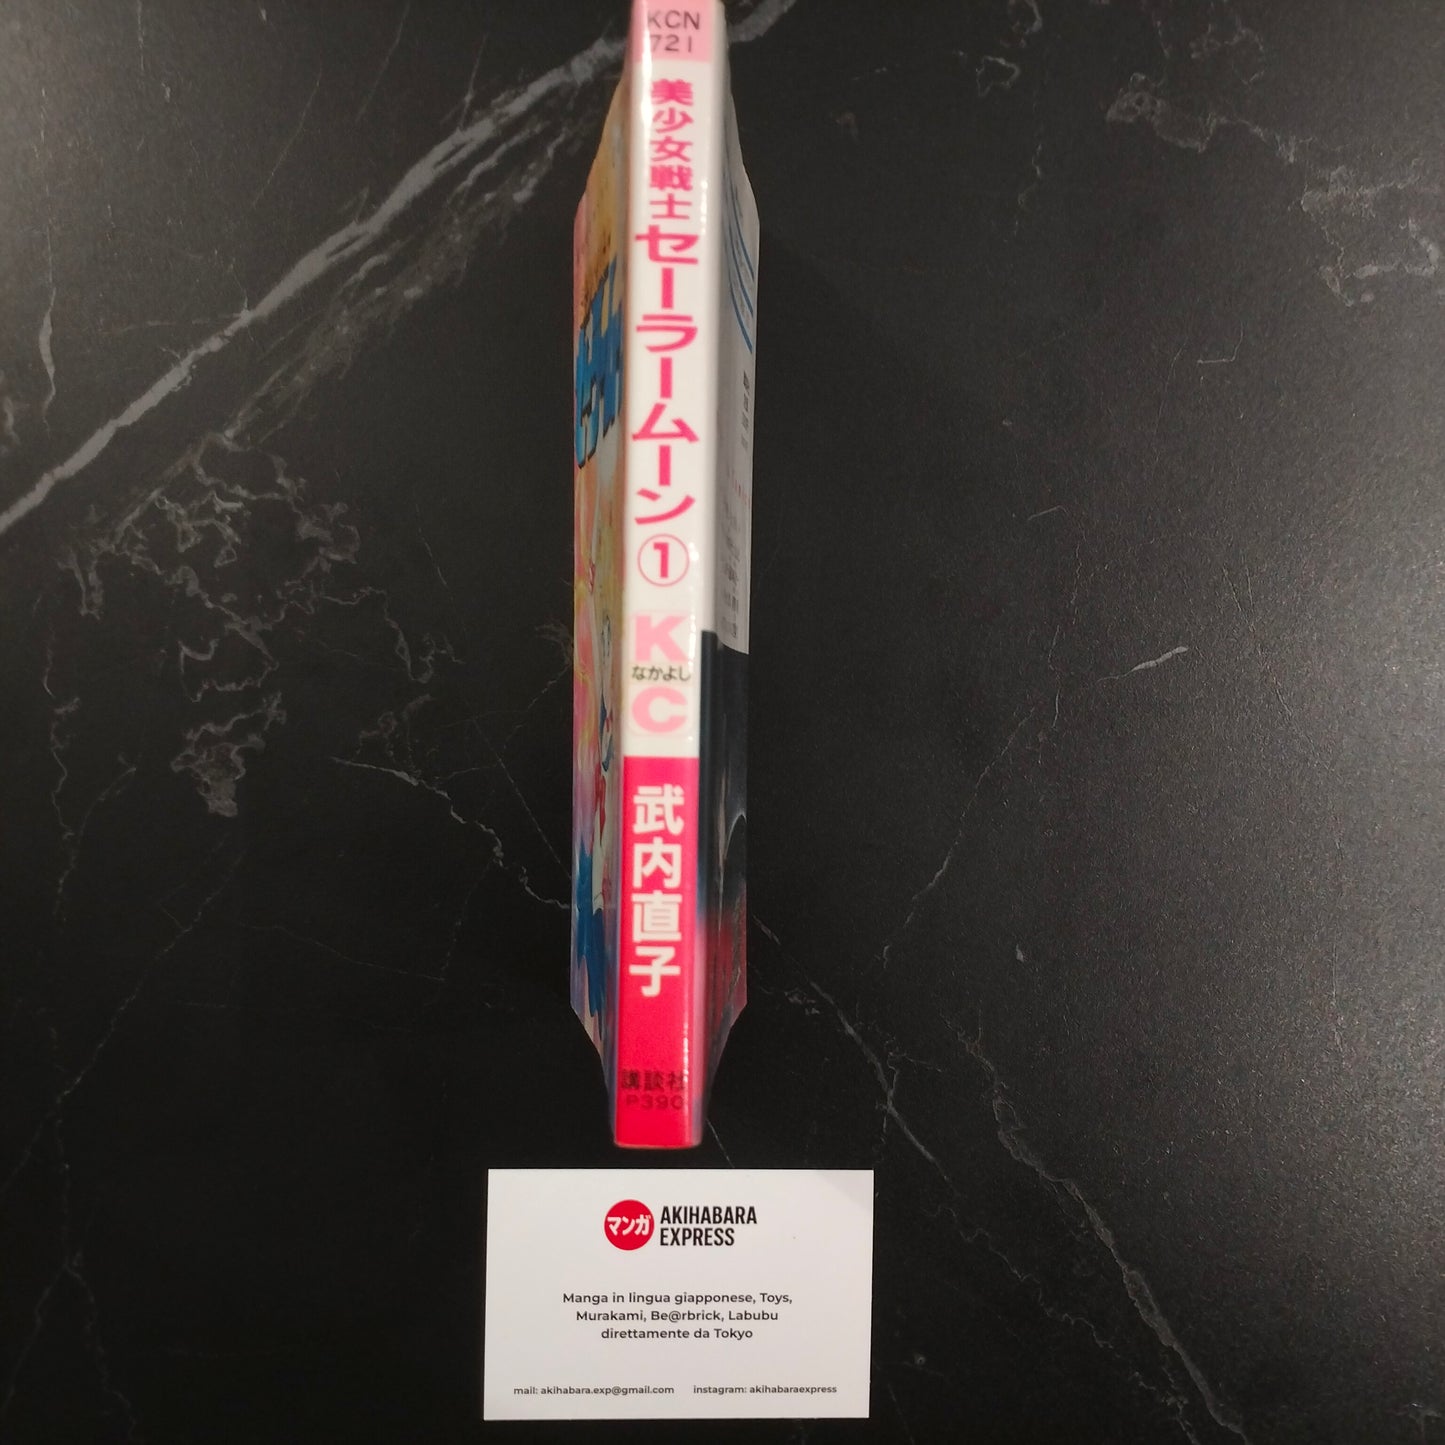 KCN
721
美少女戦士セーラームーン①
K
なかよし
C
武内直子
講談社
P390
マンガ
AKIHABARA
EXPRESS
Manga in lingua giapponese, Toys,
Murakami, Be@rbrick, Labubu
direttamente da Tokyo
mail: akihabara.exp@gmail.com instagram: akihabaraexpress